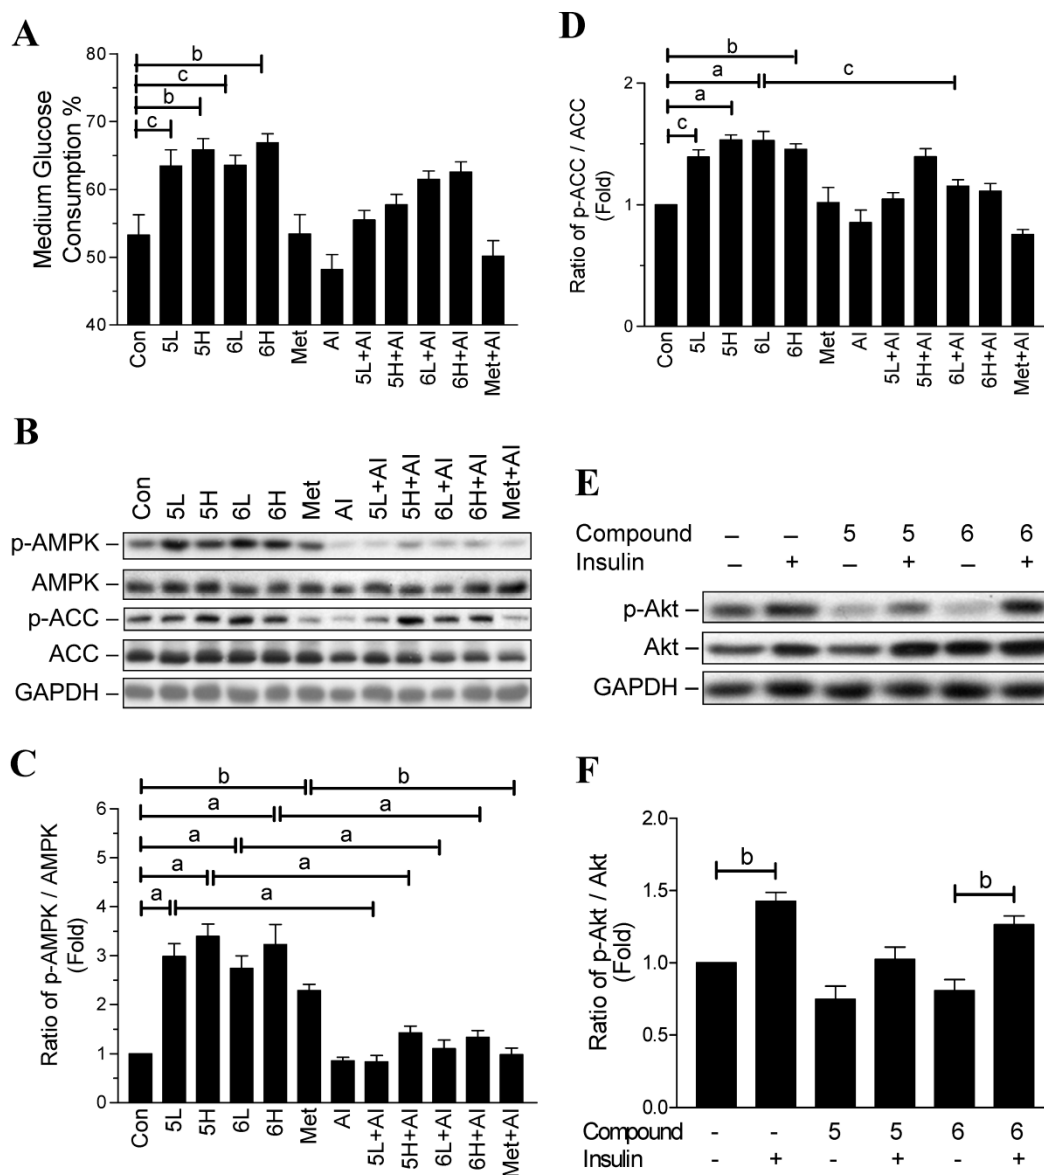 A
Medium Glucose
Consumption %
80
70
60
50
40
b
c
b
c
Con
5L
5H
6L
6H
Met
AI
5L+AI
5H+AI
6L+AI
6H+AI
Met+AI
D
Ratio of p-ACC / ACC
(Fold)
2
1
0
b
a
c
a
c
Con
5L
5H
6L
6H
Met
AI
5L+AI
5H+AI
6L+AI
6H+AI
Met+AI
B
Con
5L
5H
6L
6H
Met
AI
5L+AI
5H+AI
6L+AI
6H+AI
Met+AI
p-AMPK –
AMPK
p-ACC –
ACC
GAPDH –
E
Compound – – 5 5 6 6
Insulin – + – + – +
p-Akt –
Akt –
GAPDH –
C
Ratio of p-AMPK / AMPK
(Fold)
6
5
4
3
2
1
0
b b
a a
a a
a a
a a
Con
5L
5H
6L
6H
Met
AI
5L+AI
5H+AI
6L+AI
6H+AI
Met+AI
F
Ratio of p-Akt / Akt
(Fold)
2.0
1.5
1.0
0.5
0.0
b
b
Compound - - 5 5 6 6
Insulin - + - + - +